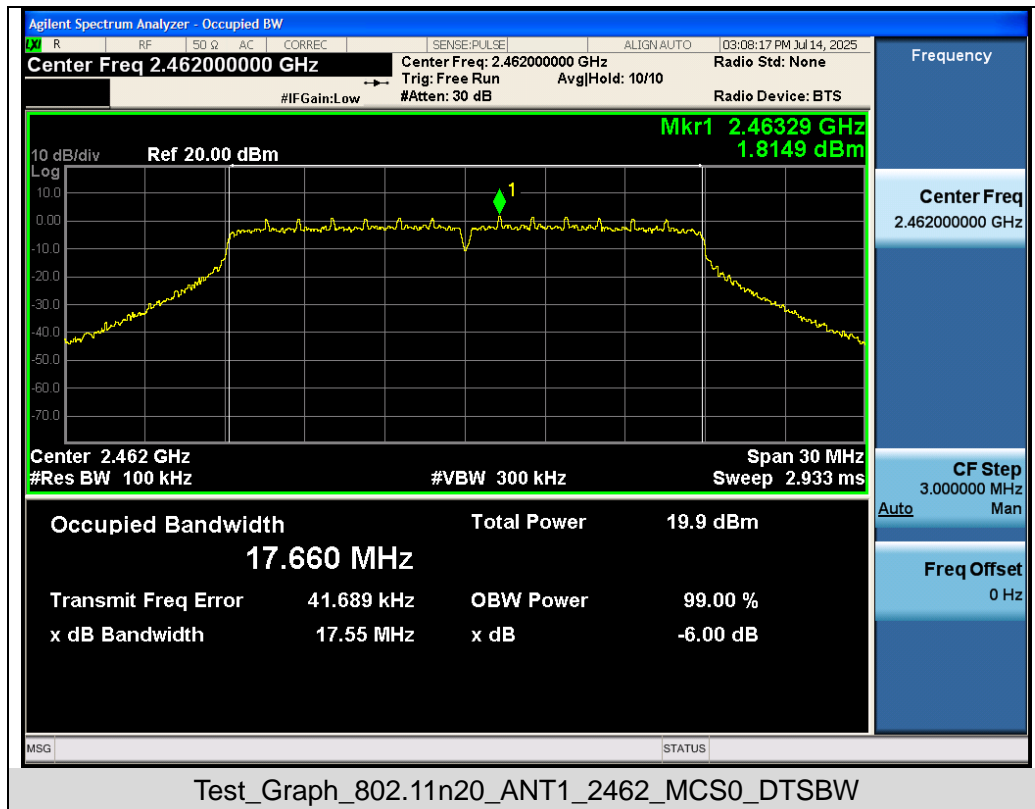 Agilent Spectrum Analyzer - Occupied BW
LXI R RF 50 Ω AC CORREC SENSE:PULSE ALIGN AUTO 03:08:17 PM Jul 14, 2025
Center Freq 2.462000000 GHz
Center Freq: 2.462000000 GHz
Radio Std: None
Trig: Free Run Avg|Hold: 10/10
#IFGain:Low
#Atten: 30 dB
Radio Device: BTS
Mkr1 2.46329 GHz
1.8149 dBm
10 dB/div Ref 20.00 dBm
Log
10.0
0.00
-10.0
-20.0
-30.0
-40.0
-50.0
-60.0
-70.0
1
Center 2.462 GHz Span 30 MHz
#Res BW 100 kHz #VBW 300 kHz Sweep 2.933 ms
Occupied Bandwidth Total Power 19.9 dBm
17.660 MHz
Transmit Freq Error 41.689 kHz OBW Power 99.00 %
x dB Bandwidth 17.55 MHz x dB -6.00 dB
MSG STATUS
Frequency
Center Freq
2.462000000 GHz
CF Step
3.000000 MHz
Auto Man
Freq Offset
0 Hz
Test_Graph_802.11n20_ANT1_2462_MCS0_DTSBW